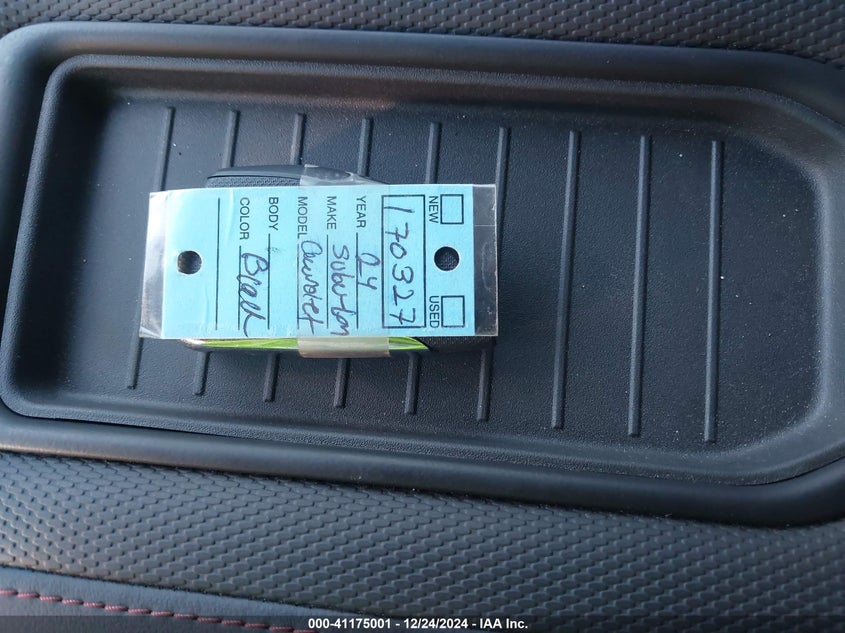 NEW USED
170327
YEAR 24
MAKE Suburban
MODEL Chevrolet
BODY
COLOR Black
000-41175001 - 12/24/2024 - IAA Inc.